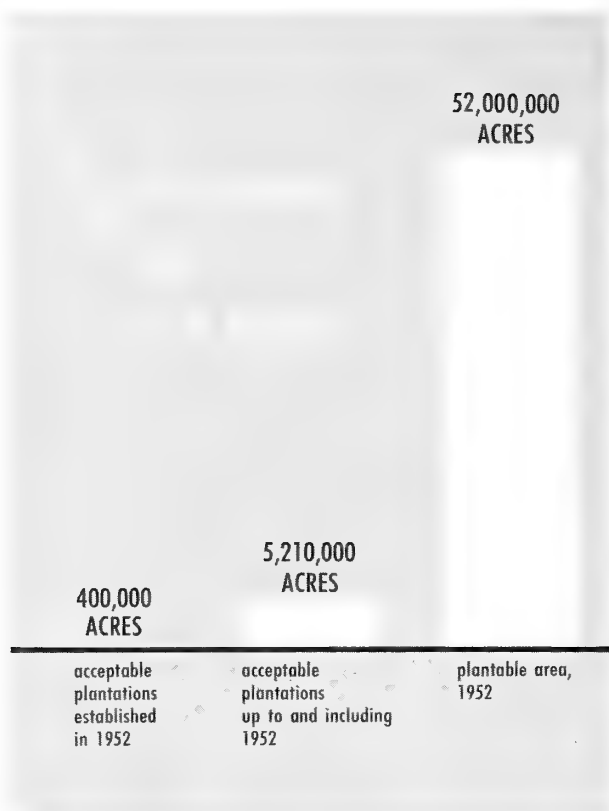 52,000,000
ACRES
5,210,000
ACRES
400,000
ACRES
acceptable
plantations
established
in 1952
acceptable
plantations
up to and including
1952
plantable area,
1952